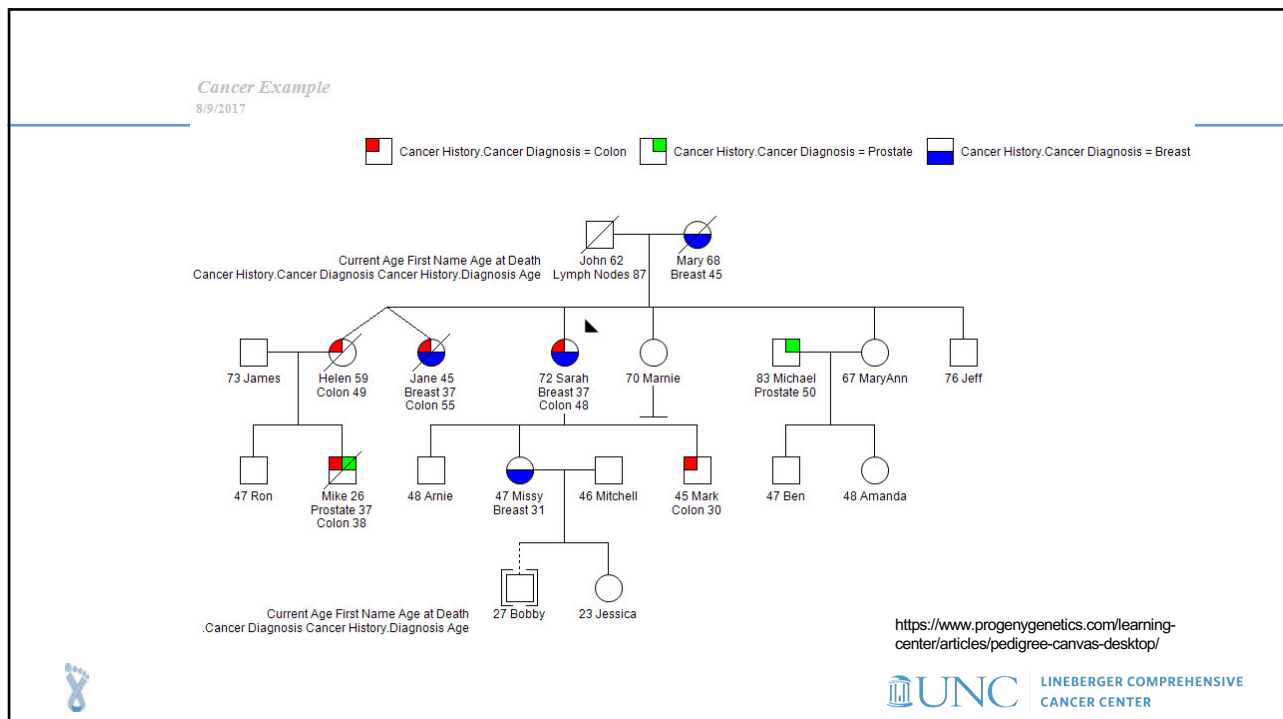 Cancer Example
8/9/2017
Cancer History.Cancer Diagnosis = Colon
Cancer History.Cancer Diagnosis = Prostate
Cancer History.Cancer Diagnosis = Breast
Current Age First Name Age at Death
Cancer History.Cancer Diagnosis Cancer History.Diagnosis Age
John 62
Lymph Nodes 87
Mary 68
Breast 45
73 James
Helen 59
Colon 49
Jane 45
Breast 37
Colon 55
72 Sarah
Breast 37
Colon 48
70 Marnie
83 Michael
Prostate 50
67 MaryAnn
76 Jeff
47 Ron
Mike 26
Prostate 37
Colon 38
48 Arnie
47 Missy
Breast 31
46 Mitchell
45 Mark
Colon 30
47 Ben
48 Amanda
27 Bobby
23 Jessica
Current Age First Name Age at Death
.Cancer Diagnosis Cancer History.Diagnosis Age
https://www.progenygenetics.com/learning-
center/articles/pedigree-canvas-desktop/
UNC
LINEBERGER COMPREHENSIVE
CANCER CENTER